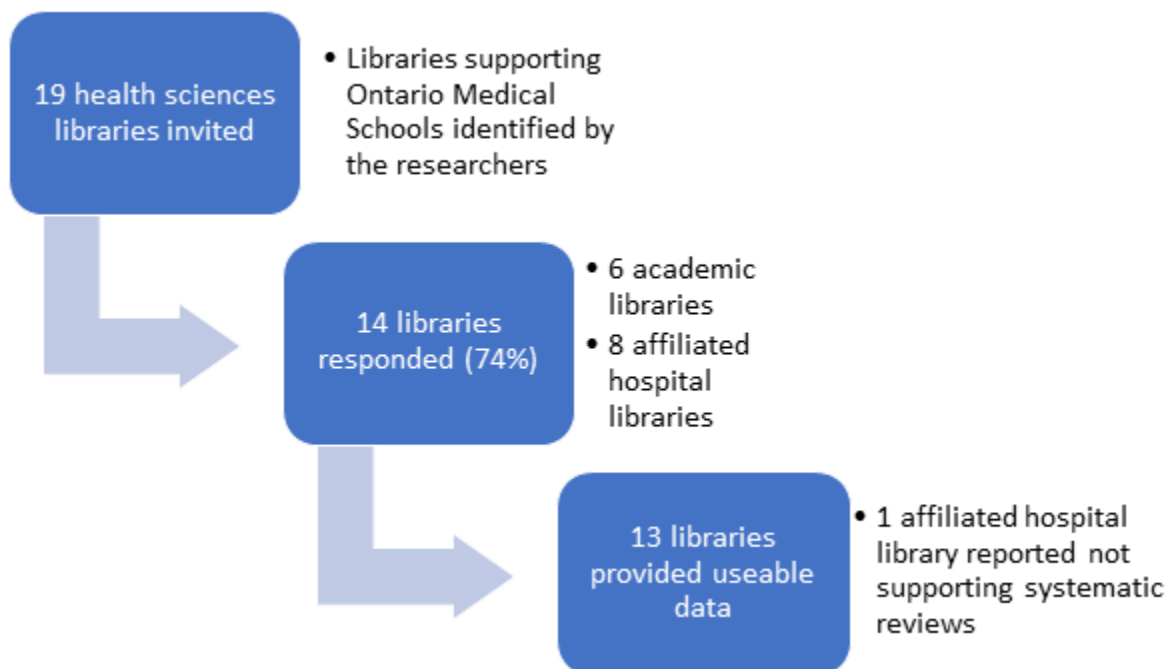 19 health sciences
libraries invited
• Libraries supporting
Ontario Medical
Schools identified by
the researchers
14 libraries
responded (74%)
• 6 academic
libraries
• 8 affiliated
hospital
libraries
13 libraries
provided useable
data
• 1 affiliated hospital
library reported not
supporting systematic
reviews